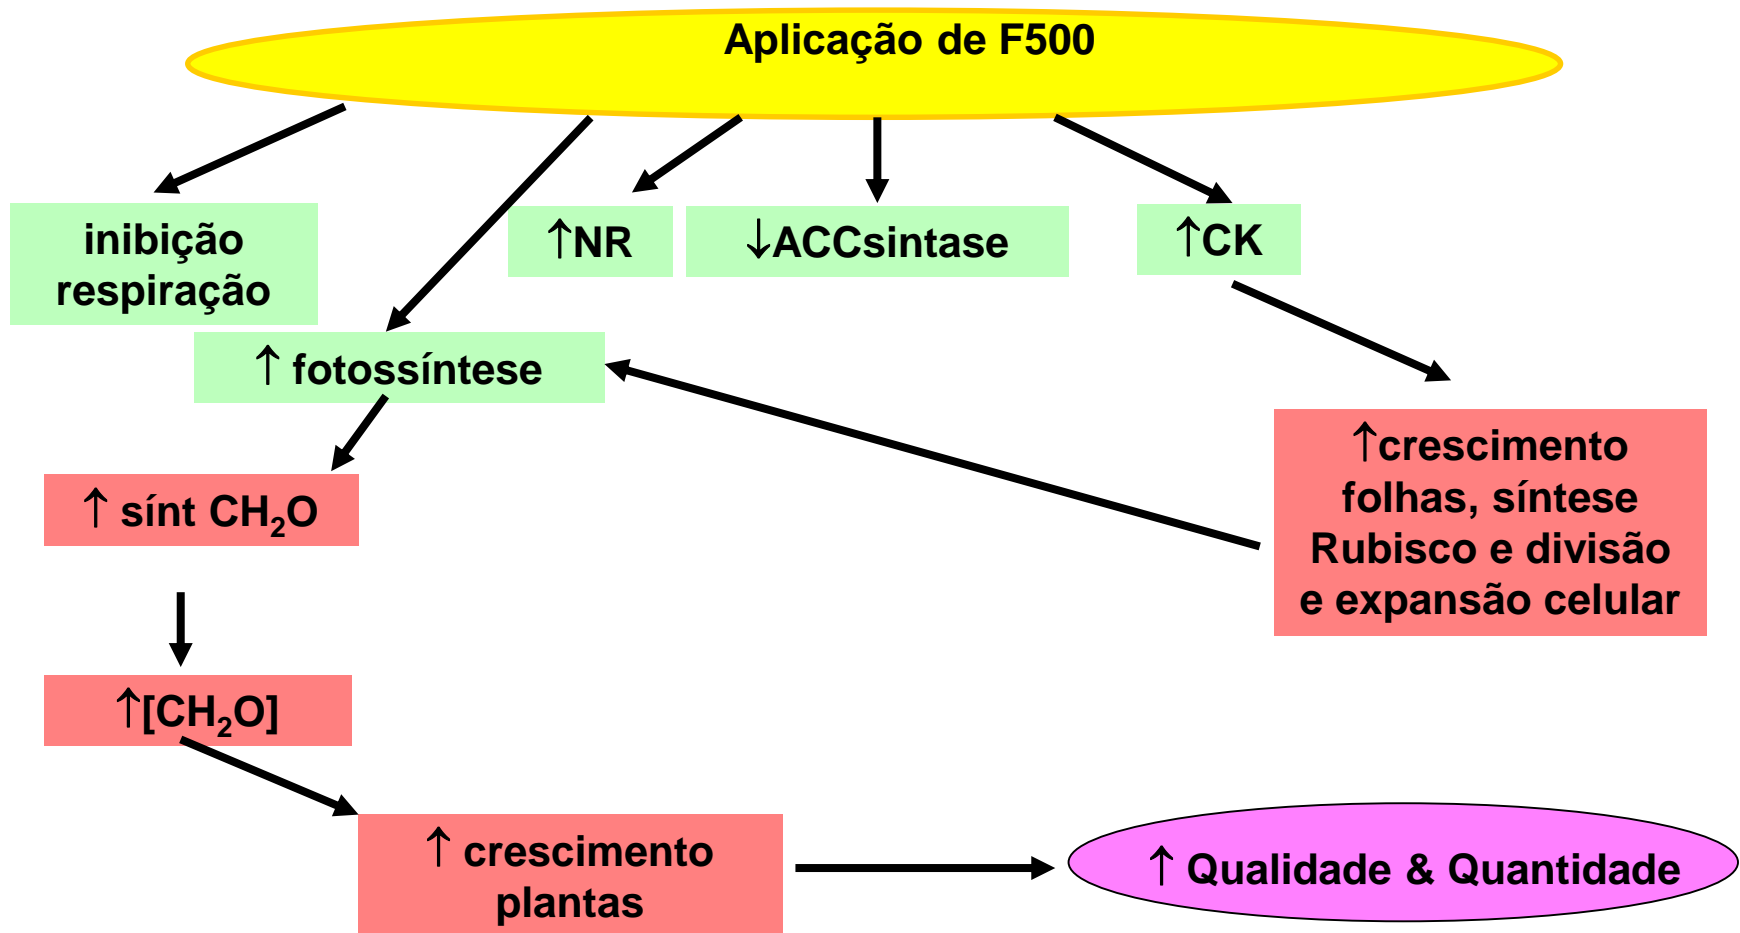 Aplicação de F500
inibição
respiração
↑NR
↓ACCsintase
↑CK
↑ fotossíntese
↑crescimento
folhas, síntese
Rubisco e divisão
e expansão celular
↑ sínt CH₂O
↑[CH₂O]
↑ crescimento
plantas
↑ Qualidade & Quantidade